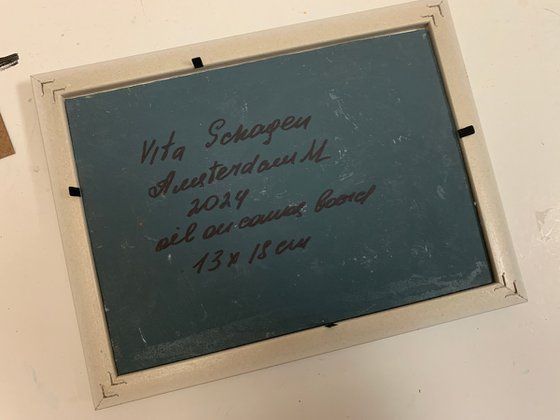 Vita Schagen
Amsterdam M
2024
oil on canvas board
13 x 18 cm